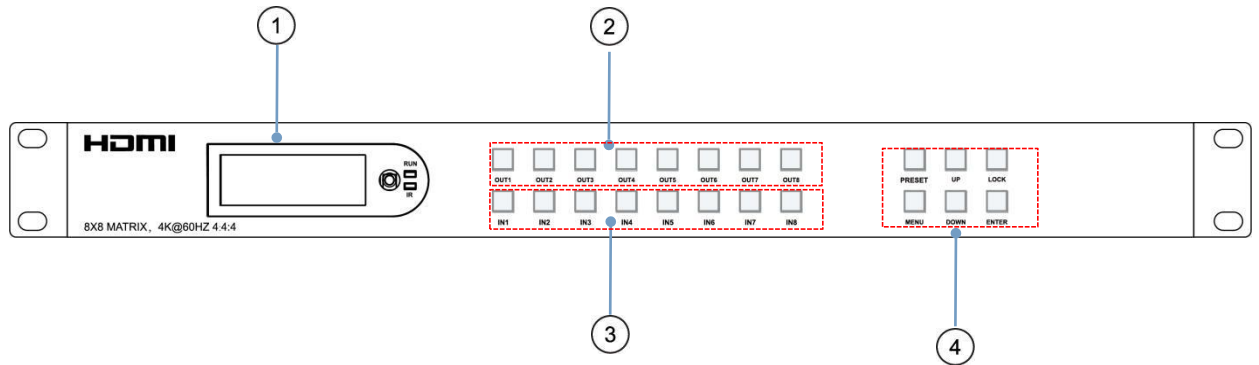 1
2
HDMI
RUN
IR
OUT1 OUT2 OUT3 OUT4 OUT5 OUT6 OUT7 OUT8
PRESET UP LOCK
IN1 IN2 IN3 IN4 IN5 IN6 IN7 IN8
MENU DOWN ENTER
8X8 MATRIX, 4K@60HZ 4:4:4
3
4